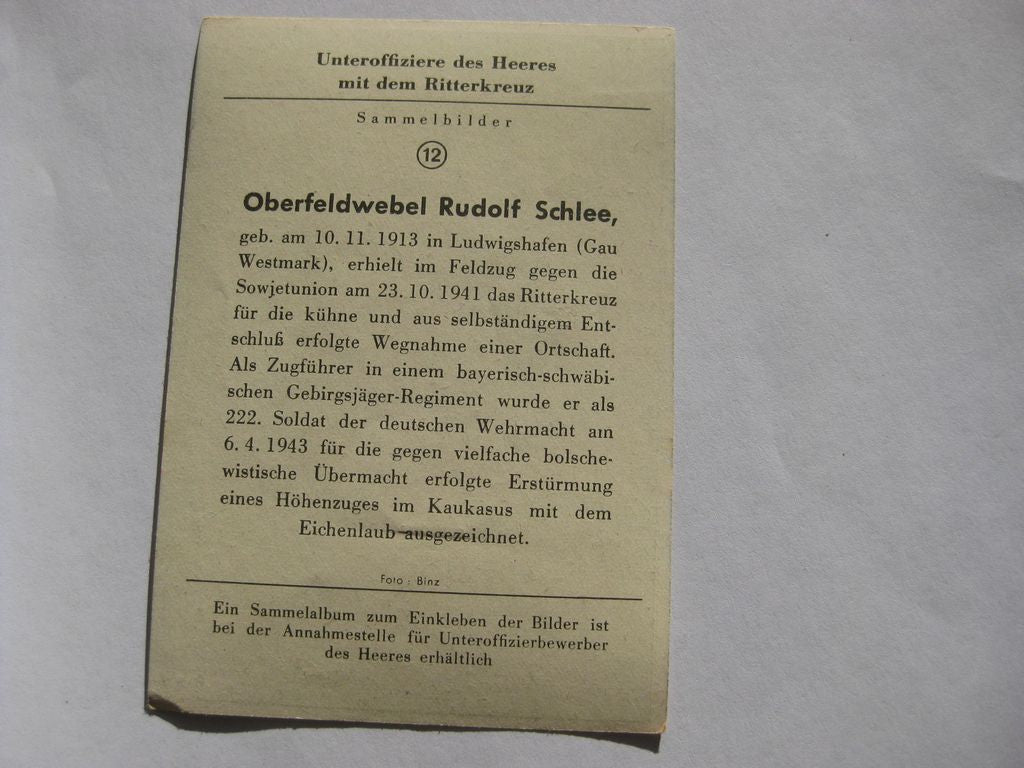 Unteroffiziere des Heeres
mit dem Ritterkreuz
Sammelbilder
12
Oberfeldwebel Rudolf Schlee,
geb. am 10. 11. 1913 in Ludwigshafen (Gau
Westmark), erhielt im Feldzug gegen die
Sowjetunion am 23. 10. 1941 das Ritterkreuz
für die kühne und aus selbständigem Ent-
schluß erfolgte Wegnahme einer Ortschaft.
Als Zugführer in einem bayerisch-schwäbi-
schen Gebirgsjäger-Regiment wurde er als
222. Soldat der deutschen Wehrmacht am
6. 4. 1943 für die gegen vielfache bolsche-
wistische Übermacht erfolgte Erstürmung
eines Höhenzuges im Kaukasus mit dem
Eichenlaub ausgezeichnet.
Foto: Binz
Ein Sammelalbum zum Einkleben der Bilder ist
bei der Annahmestelle für Unteroffizierbewerber
des Heeres erhältlich